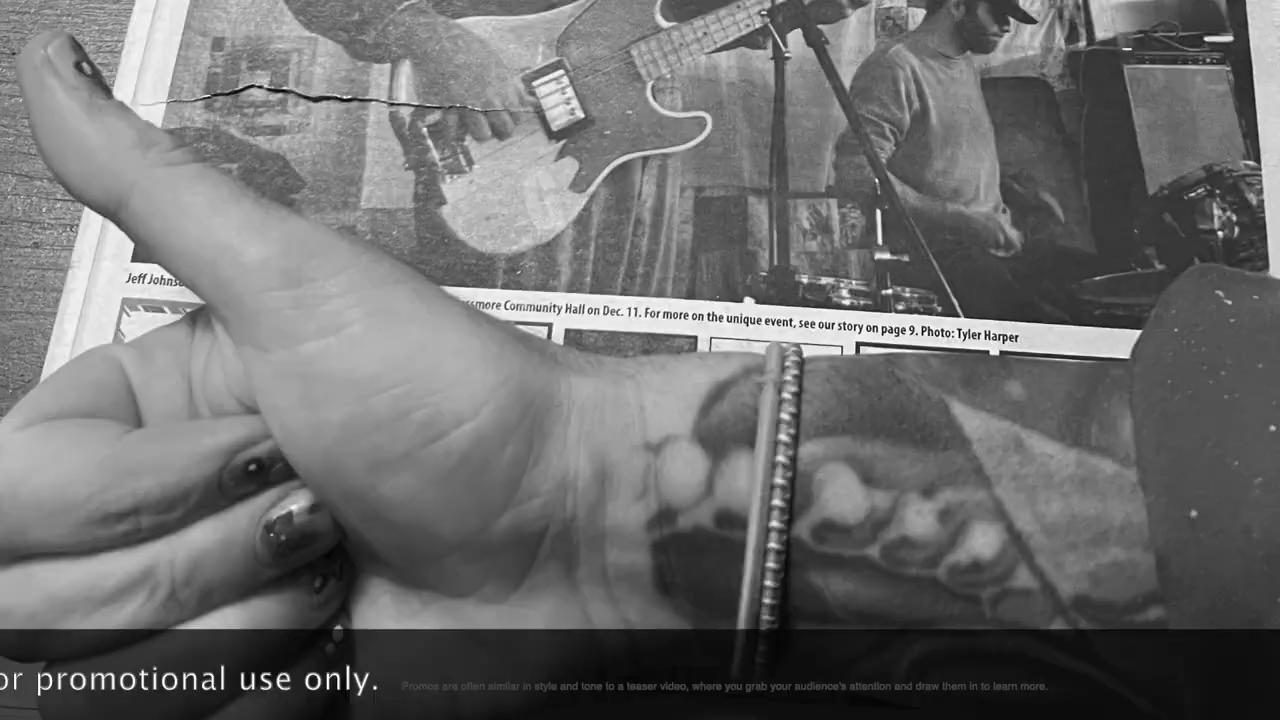 Jeff Johns
smore Community Hall on Dec. 11. For more on the unique event, see our story on page 9. Photo: Tyler Harper
or promotional use only.
Promos are often similar in style and tone to a teaser video, where you grab your audience's attention and draw them in to learn more.